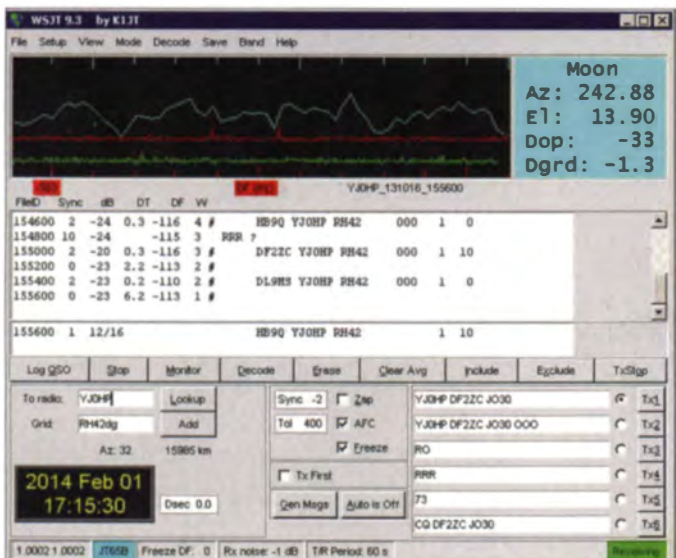 WSJT 9.3 by K1JT
File Setup View Mode Decode Save Band Help
Moon
Az: 242.88
El: 13.90
Dop: -33
Dgrd: -1.3
YJ0HP_131016_155600
FileID Sync dB DT DF W
154600 2 -24 0.3 -116 4 # HB9Q YJ0HP RH42 000 1 0
154800 10 -24 -115 3 RRR ?
155000 2 -20 0.3 -116 3 # DF2ZC YJ0HP RH42 000 1 10
155200 0 -23 2.2 -113 2 #
155400 2 -23 0.2 -110 2 # DL9MS YJ0HP RH42 000 1 0
155600 0 -23 6.2 -113 1 #
155600 1 12/16 HB9Q YJ0HP RH42 1 10
Log QSO Stop Monitor Decode Erase Clear Avg Include Exclude TxStop
To radio: YJ0HP Lookup Sync -2 Zap YJ0HP DF2ZC JO30 Tx1
Grid: RH42dg Add Tol 400 AFC YJ0HP DF2ZC JO30 OOO Tx2
Az: 32 15985 km Freeze RO Tx3
2014 Feb 01 Tx First RRR Tx4
17:15:30 Dsec 0.0 Gen Msgs Auto is Off 73 Tx5
CQ DF2ZC JO30 Tx6
1.0002 1.0002 JT65B Freeze DF: 0 Rx noise: -1 dB T/R Period: 60 s Receiving